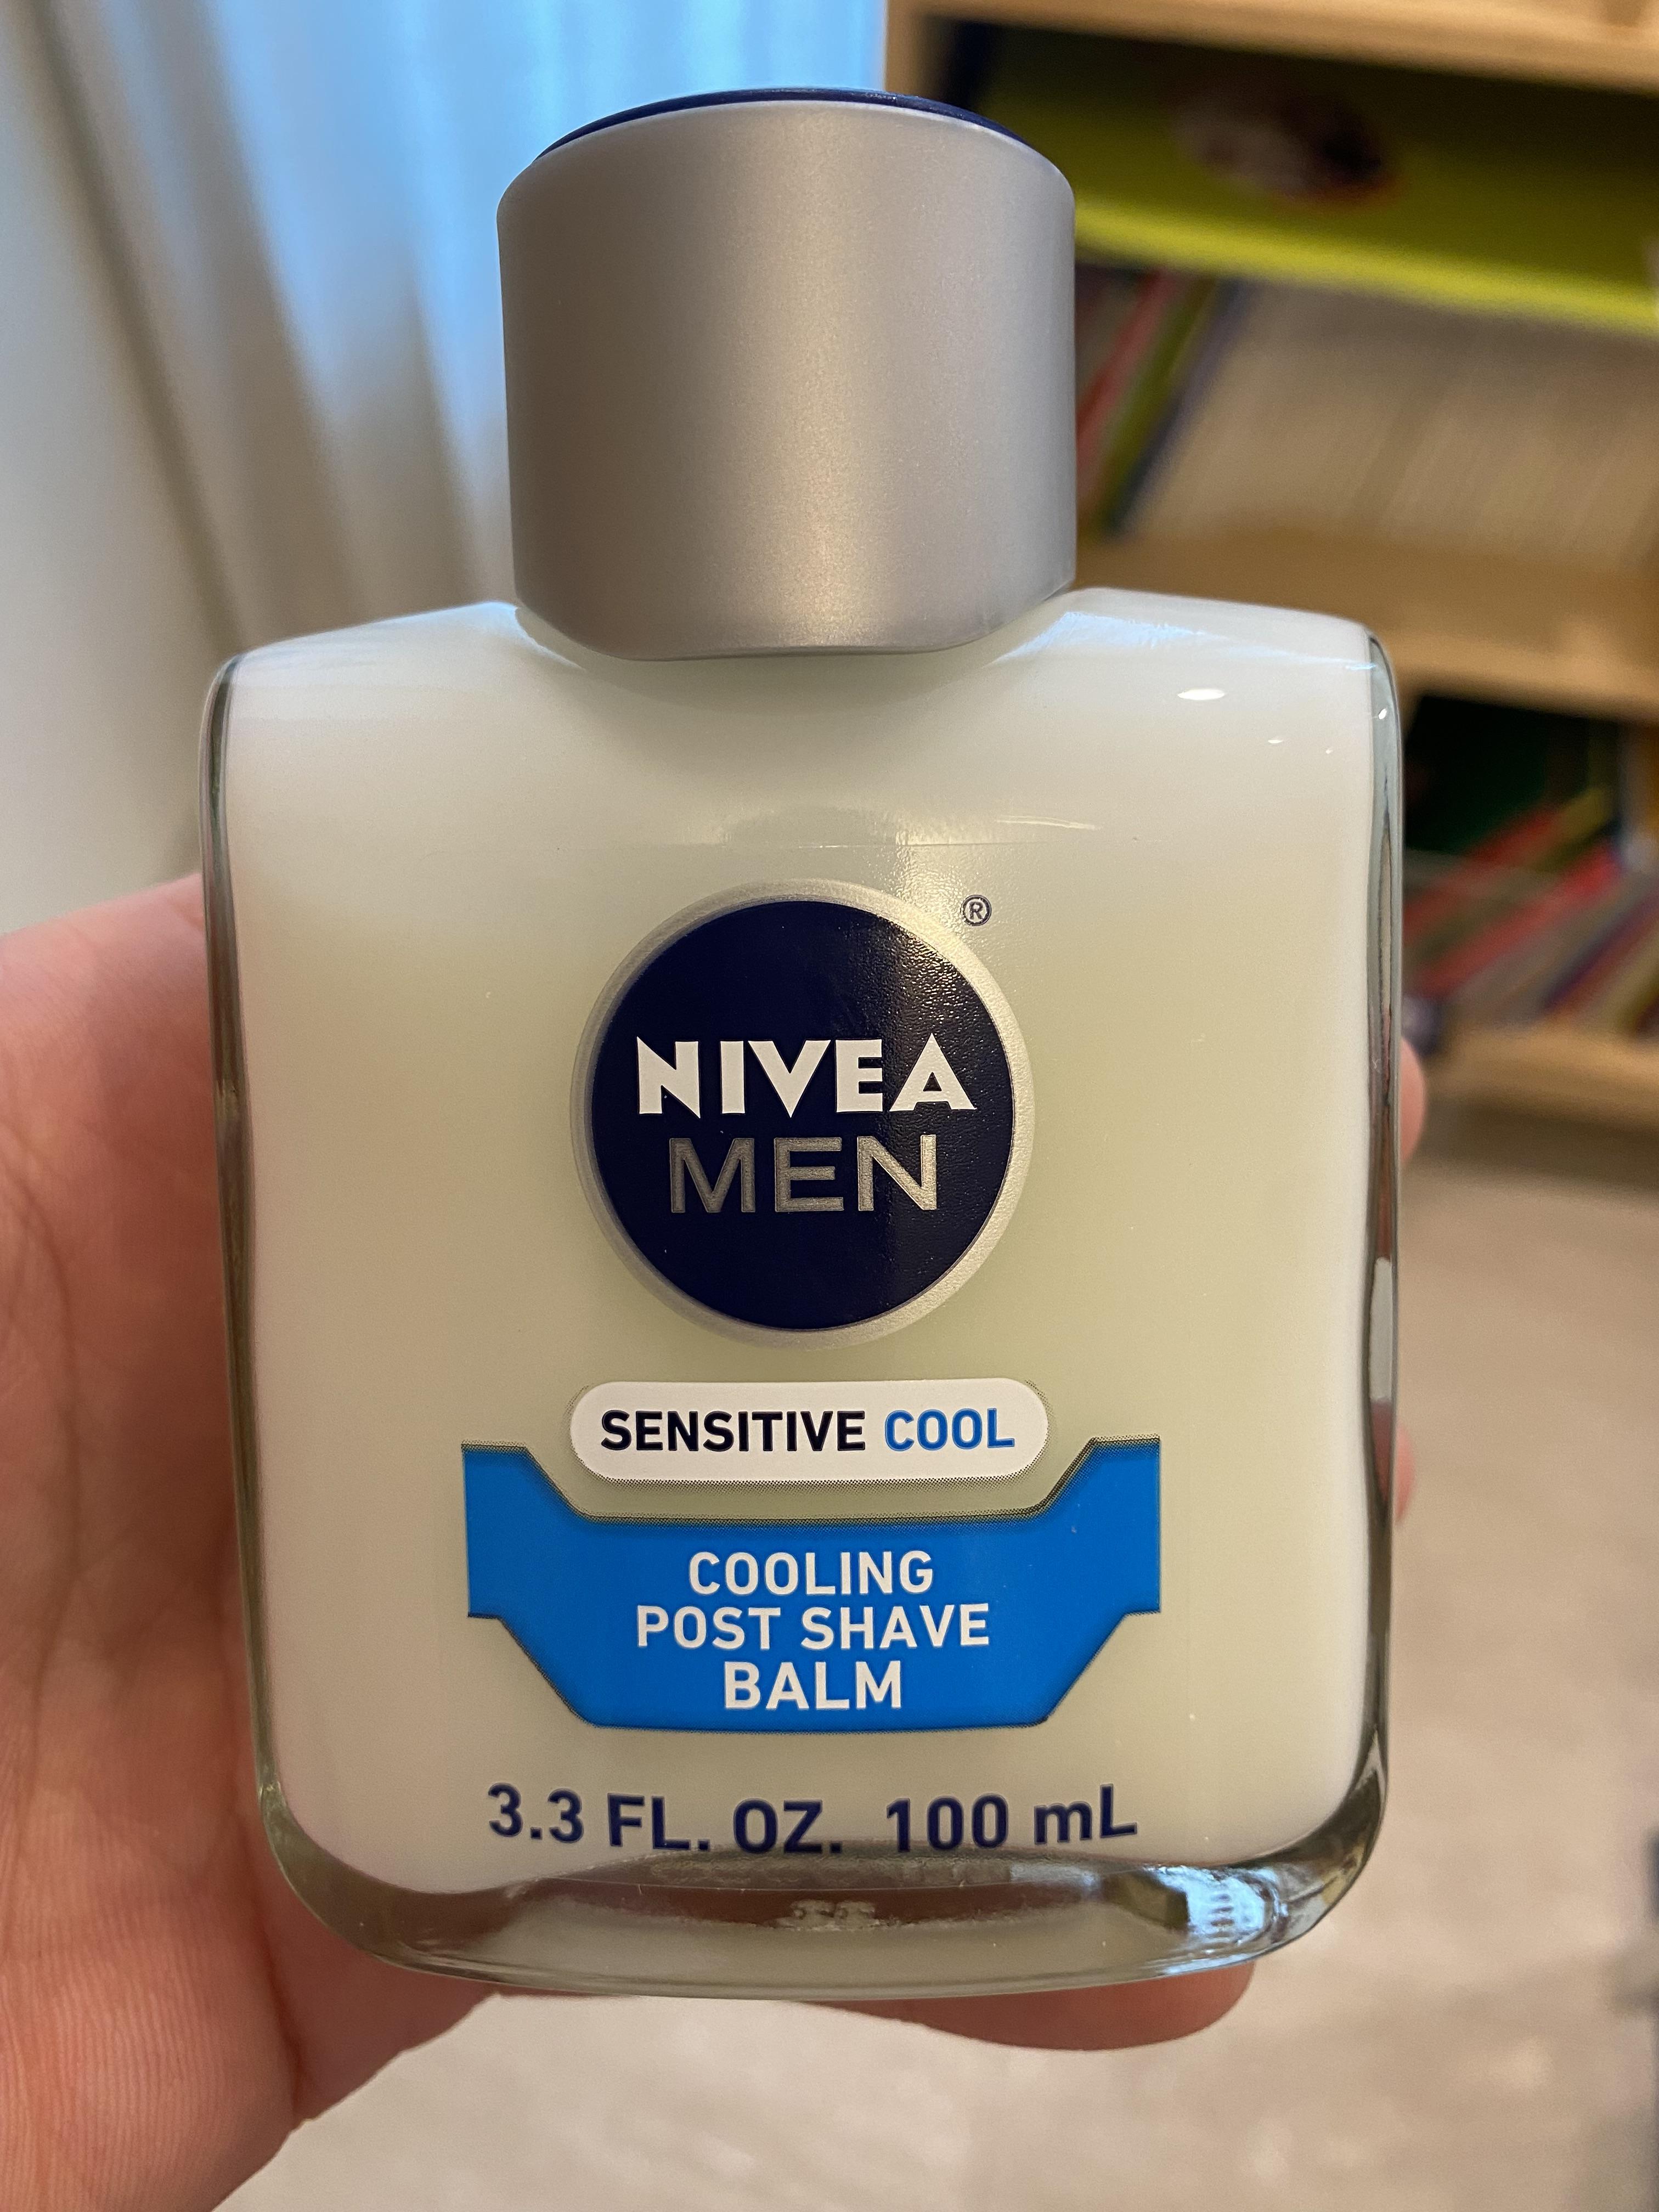 ®
NIVEA
MEN
SENSITIVE COOL
COOLING
POST SHAVE
BALM
3.3 FL. OZ. 100 mL